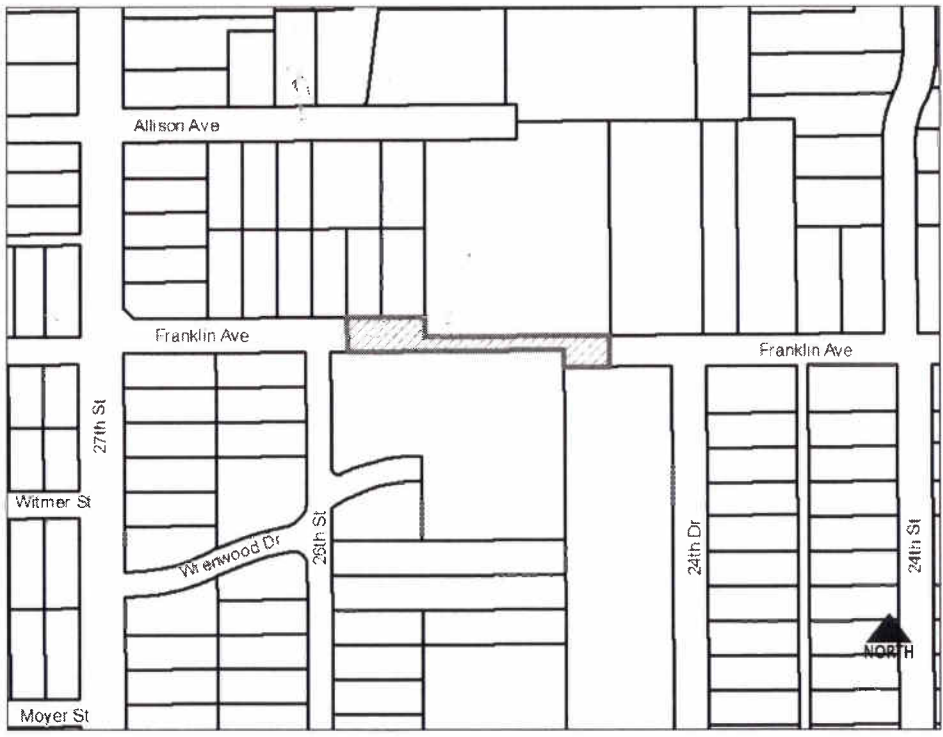 Allison Ave
Franklin Ave
Franklin Ave
27th St
Witmer St
Wrenwood Dr
26th St
24th Dr
24th St
NORTH
Moyer St